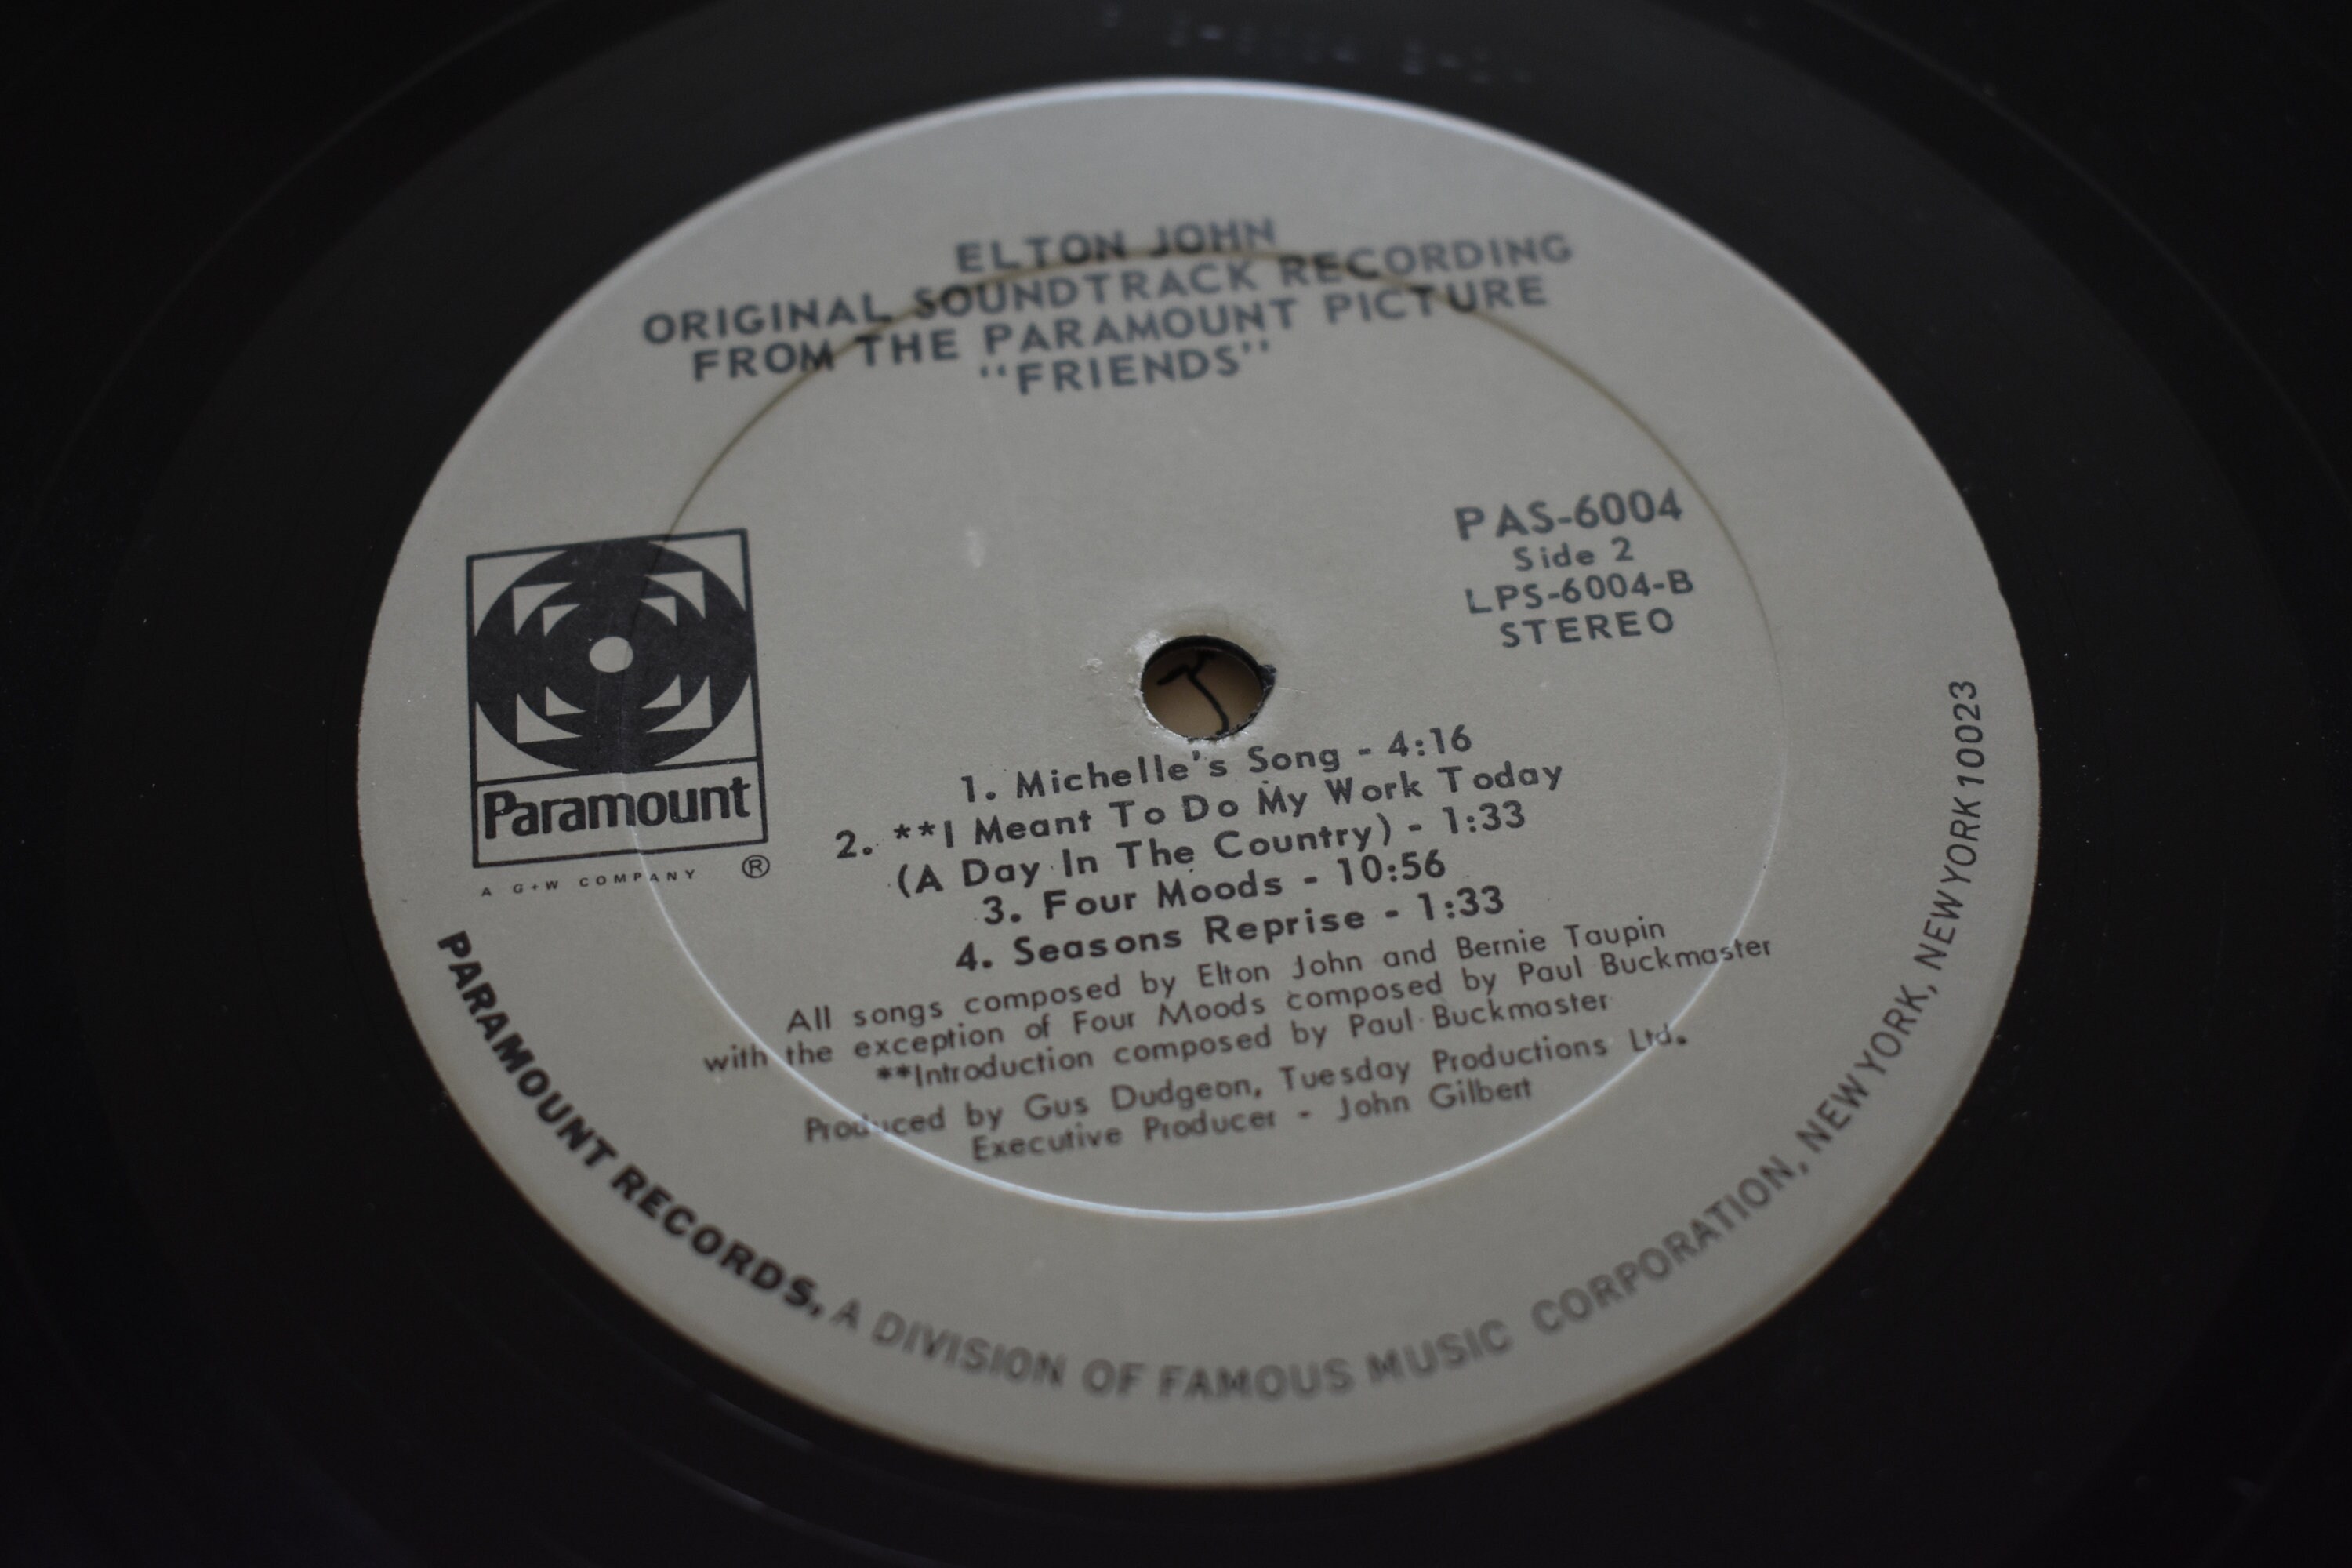 ELTON JOHN
ORIGINAL SOUNDTRACK RECORDING
FROM THE PARAMOUNT PICTURE
"FRIENDS"
PAS-6004
Side 2
LPS-6004-B
STEREO
Paramount
®
A G+W COMPANY
1. Michelle's Song - 4:16
2. **I Meant To Do My Work Today
(A Day In The Country) - 1:33
3. Four Moods - 10:56
4. Seasons Reprise - 1:33
All songs composed by Elton John and Bernie Taupin
with the exception of Four Moods composed by Paul Buckmaster
**Introduction composed by Paul Buckmaster
Produced by Gus Dudgeon, Tuesday Productions Ltd.
Executive Producer - John Gilbert
PARAMOUNT RECORDS, A DIVISION OF FAMOUS MUSIC CORPORATION, NEW YORK, NEW YORK 10023